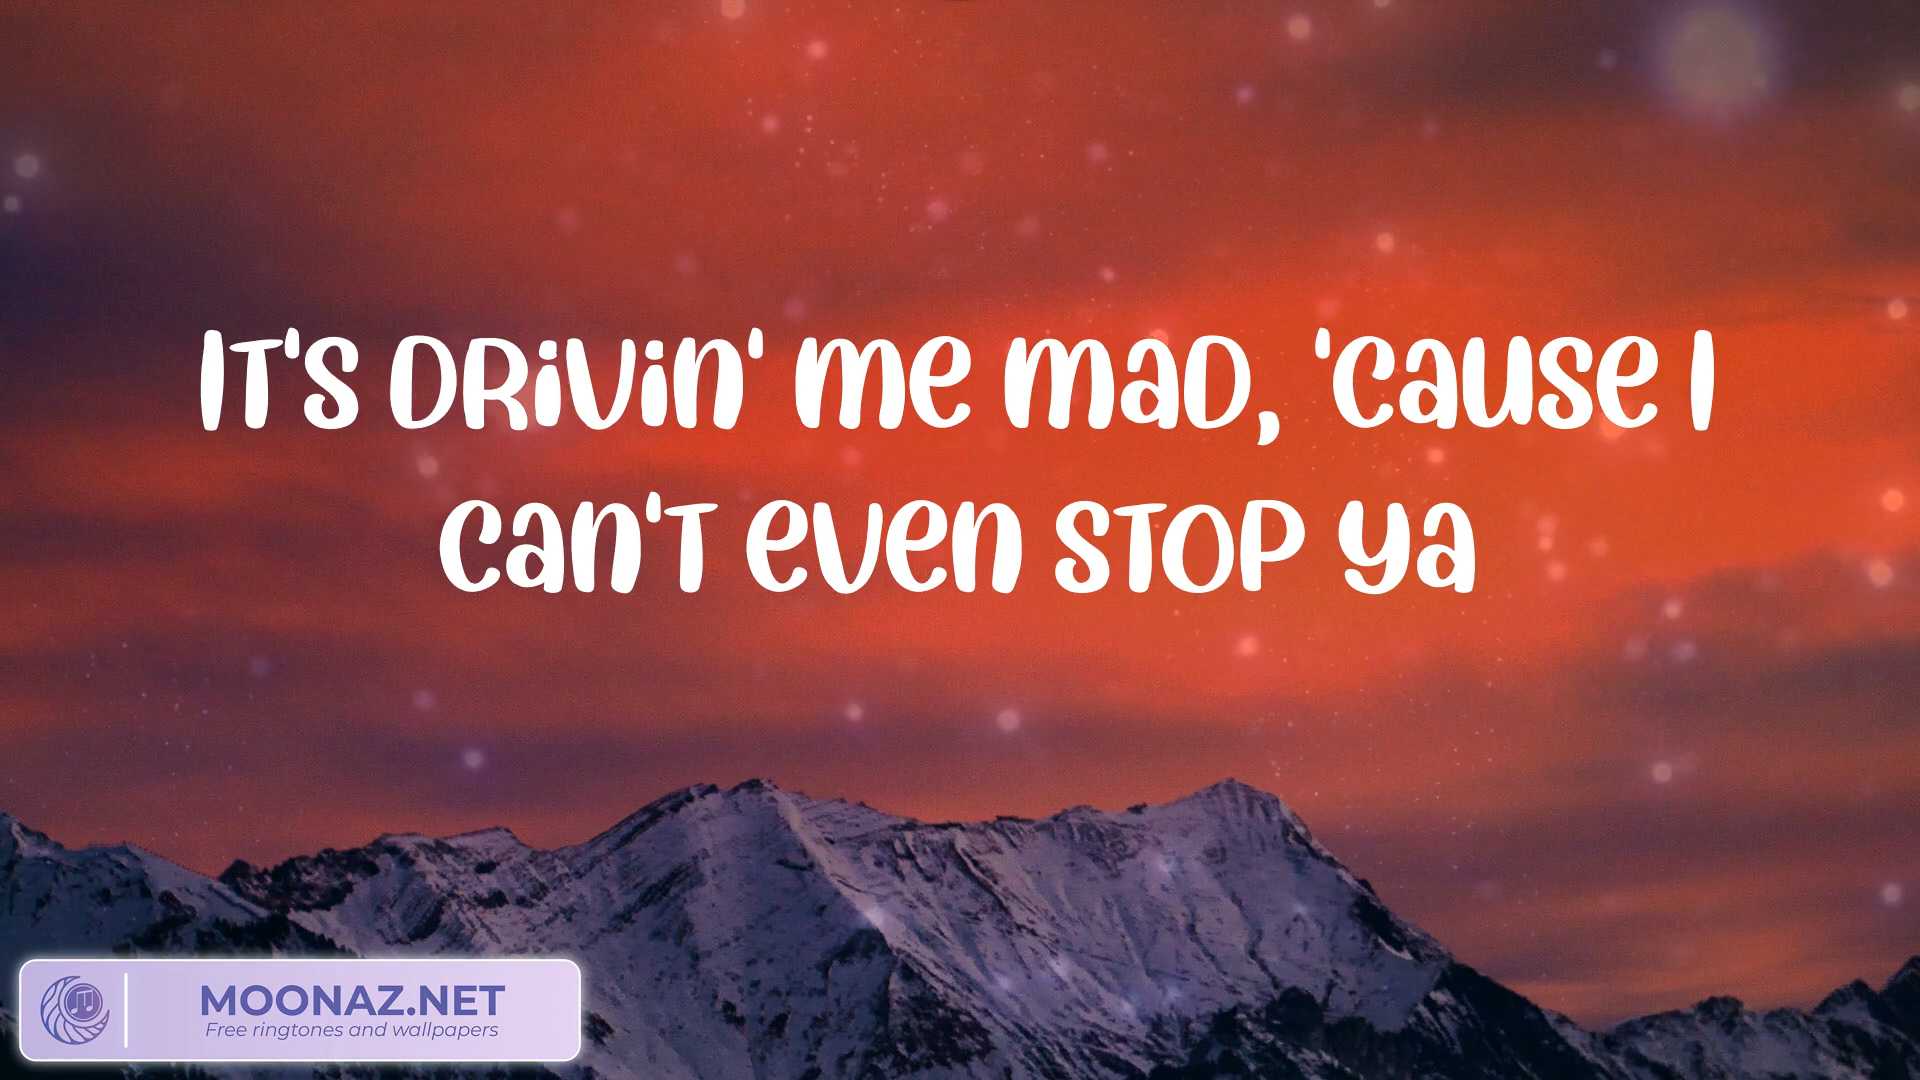 It's drivin' me mad, 'cause I
can't even stop ya
MOONAZ.NET
Free ringtones and wallpapers